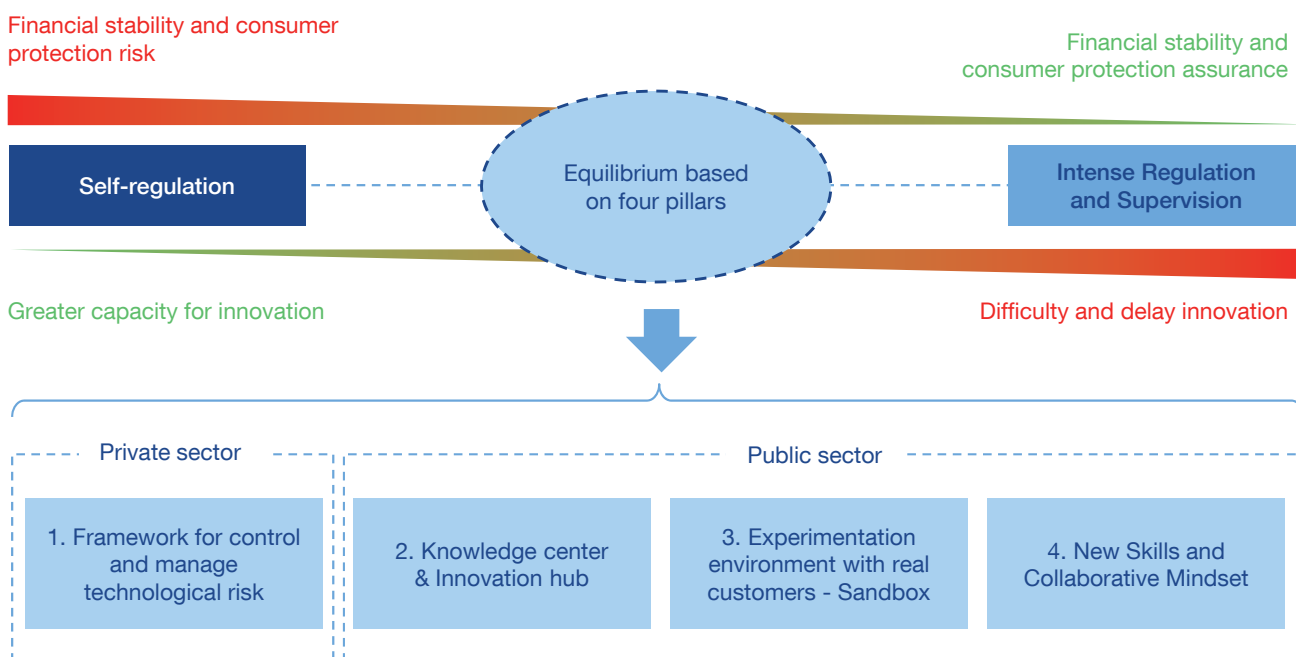 Financial stability and consumer
protection risk
Financial stability and
consumer protection assurance
Self-regulation
Equilibrium based
on four pillars
Intense Regulation
and Supervision
Greater capacity for innovation
Difficulty and delay innovation
Private sector
Public sector
1. Framework for control
and manage
technological risk
2. Knowledge center
& Innovation hub
3. Experimentation
environment with real
customers - Sandbox
4. New Skills and
Collaborative Mindset